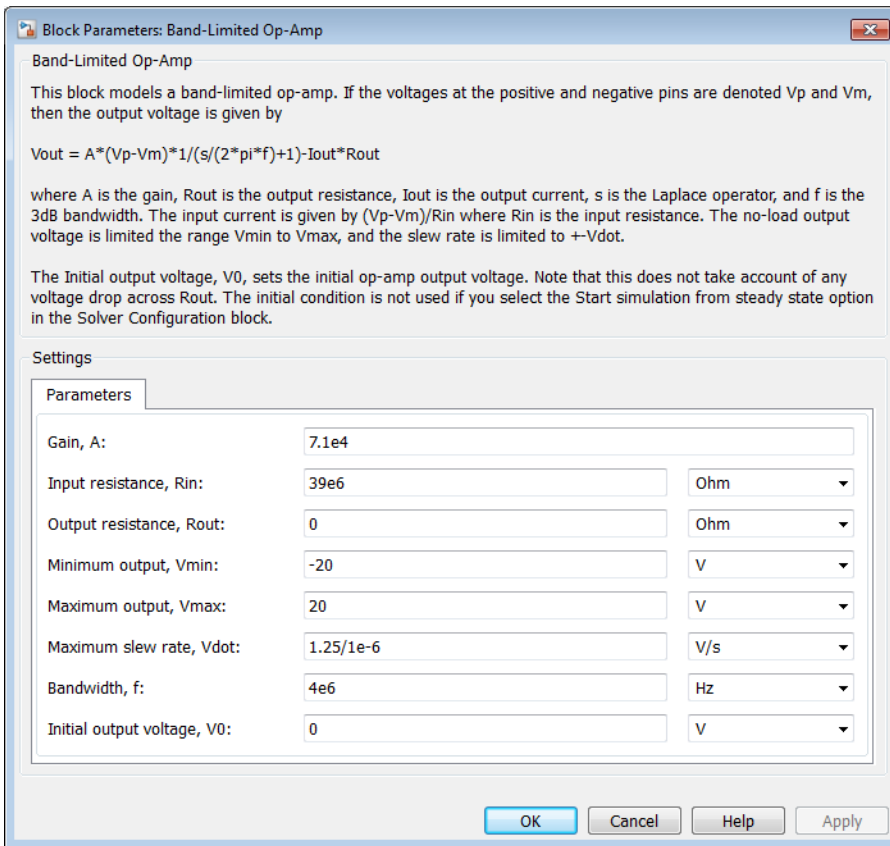 Block Parameters: Band-Limited Op-Amp
Band-Limited Op-Amp
This block models a band-limited op-amp. If the voltages at the positive and negative pins are denoted Vp and Vm,
then the output voltage is given by
Vout = A*(Vp-Vm)*1/(s/(2*pi*f)+1)-Iout*Rout
where A is the gain, Rout is the output resistance, Iout is the output current, s is the Laplace operator, and f is the
3dB bandwidth. The input current is given by (Vp-Vm)/Rin where Rin is the input resistance. The no-load output
voltage is limited the range Vmin to Vmax, and the slew rate is limited to +-Vdot.
The Initial output voltage, V0, sets the initial op-amp output voltage. Note that this does not take account of any
voltage drop across Rout. The initial condition is not used if you select the Start simulation from steady state option
in the Solver Configuration block.
Settings
Parameters
Gain, A: 7.1e4
Input resistance, Rin: 39e6 Ohm
Output resistance, Rout: 0 Ohm
Minimum output, Vmin: -20 V
Maximum output, Vmax: 20 V
Maximum slew rate, Vdot: 1.25/1e-6 V/s
Bandwidth, f: 4e6 Hz
Initial output voltage, V0: 0 V
OK Cancel Help Apply